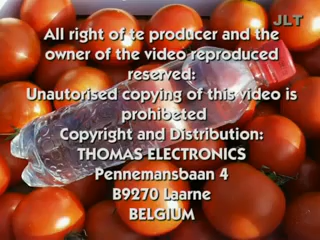 JLT
All right of te producer and the
owner of the video reproduced
reserved:
Unautorised copying of this video is
prohibeted
Copyright and Distribution:
THOMAS ELECTRONICS
Pennemansbaan 4
B9270 Laarne
BELGIUM